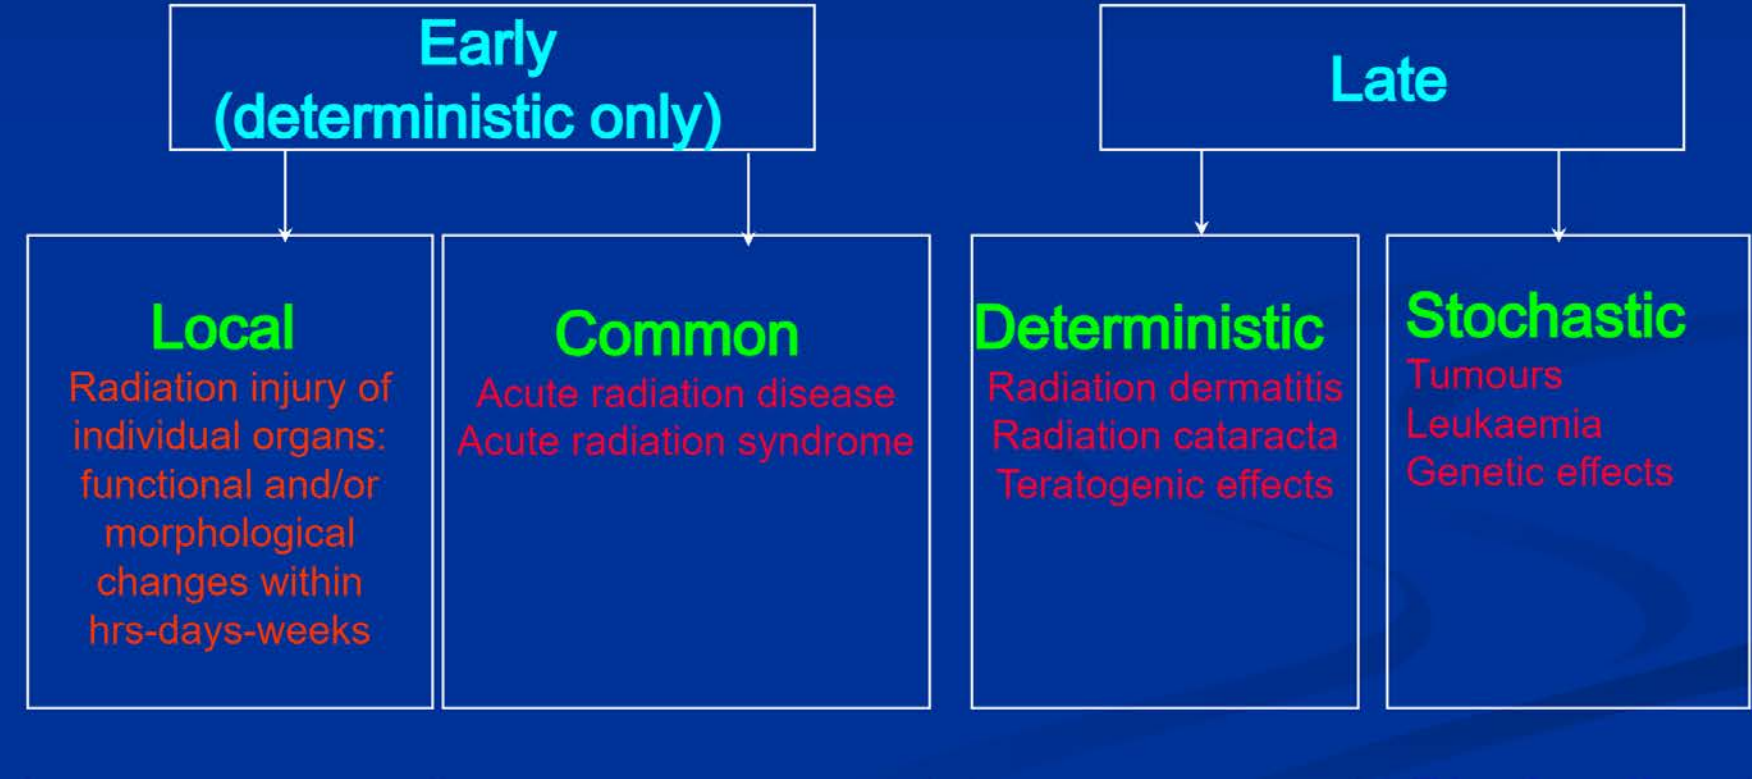 Early
(deterministic only)
Late
Local
Radiation injury of
individual organs:
functional and/or
morphological
changes within
hrs-days-weeks
Common
Acute radiation disease
Acute radiation syndrome
Deterministic
Radiation dermatitis
Radiation cataracta
Teratogenic effects
Stochastic
Tumours
Leukaemia
Genetic effects